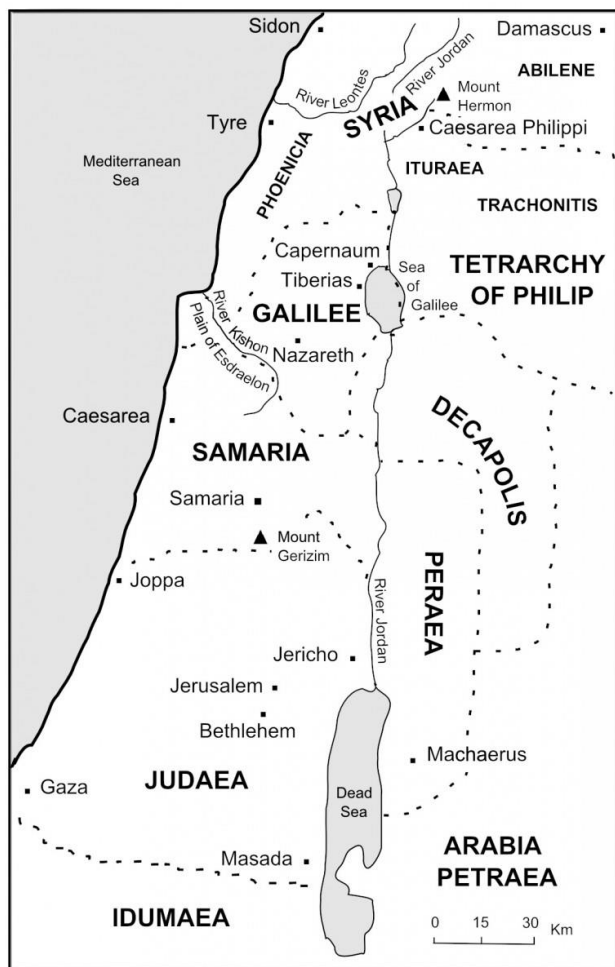 Sidon
Damascus
ABILENE
River Leontes
River Jordan
Mount
Hermon
SYRIA
Tyre
Caesarea Philippi
Mediterranean
Sea
PHOENICIA
ITURAEA
TRACHONITIS
Capernaum
Sea
of
Galilee
Tiberias
TETRARCHY
OF PHILIP
GALILEE
River Kishon
Plain of Esdraelon
Nazareth
Caesarea
DECAPOLIS
SAMARIA
Samaria
Mount
Gerizim
PERAEA
Joppa
River Jordan
Jericho
Jerusalem
Bethlehem
Machaerus
JUDAEA
Gaza
Dead
Sea
Masada
ARABIA
PETRAEA
IDUMAEA
0 15 30
Km